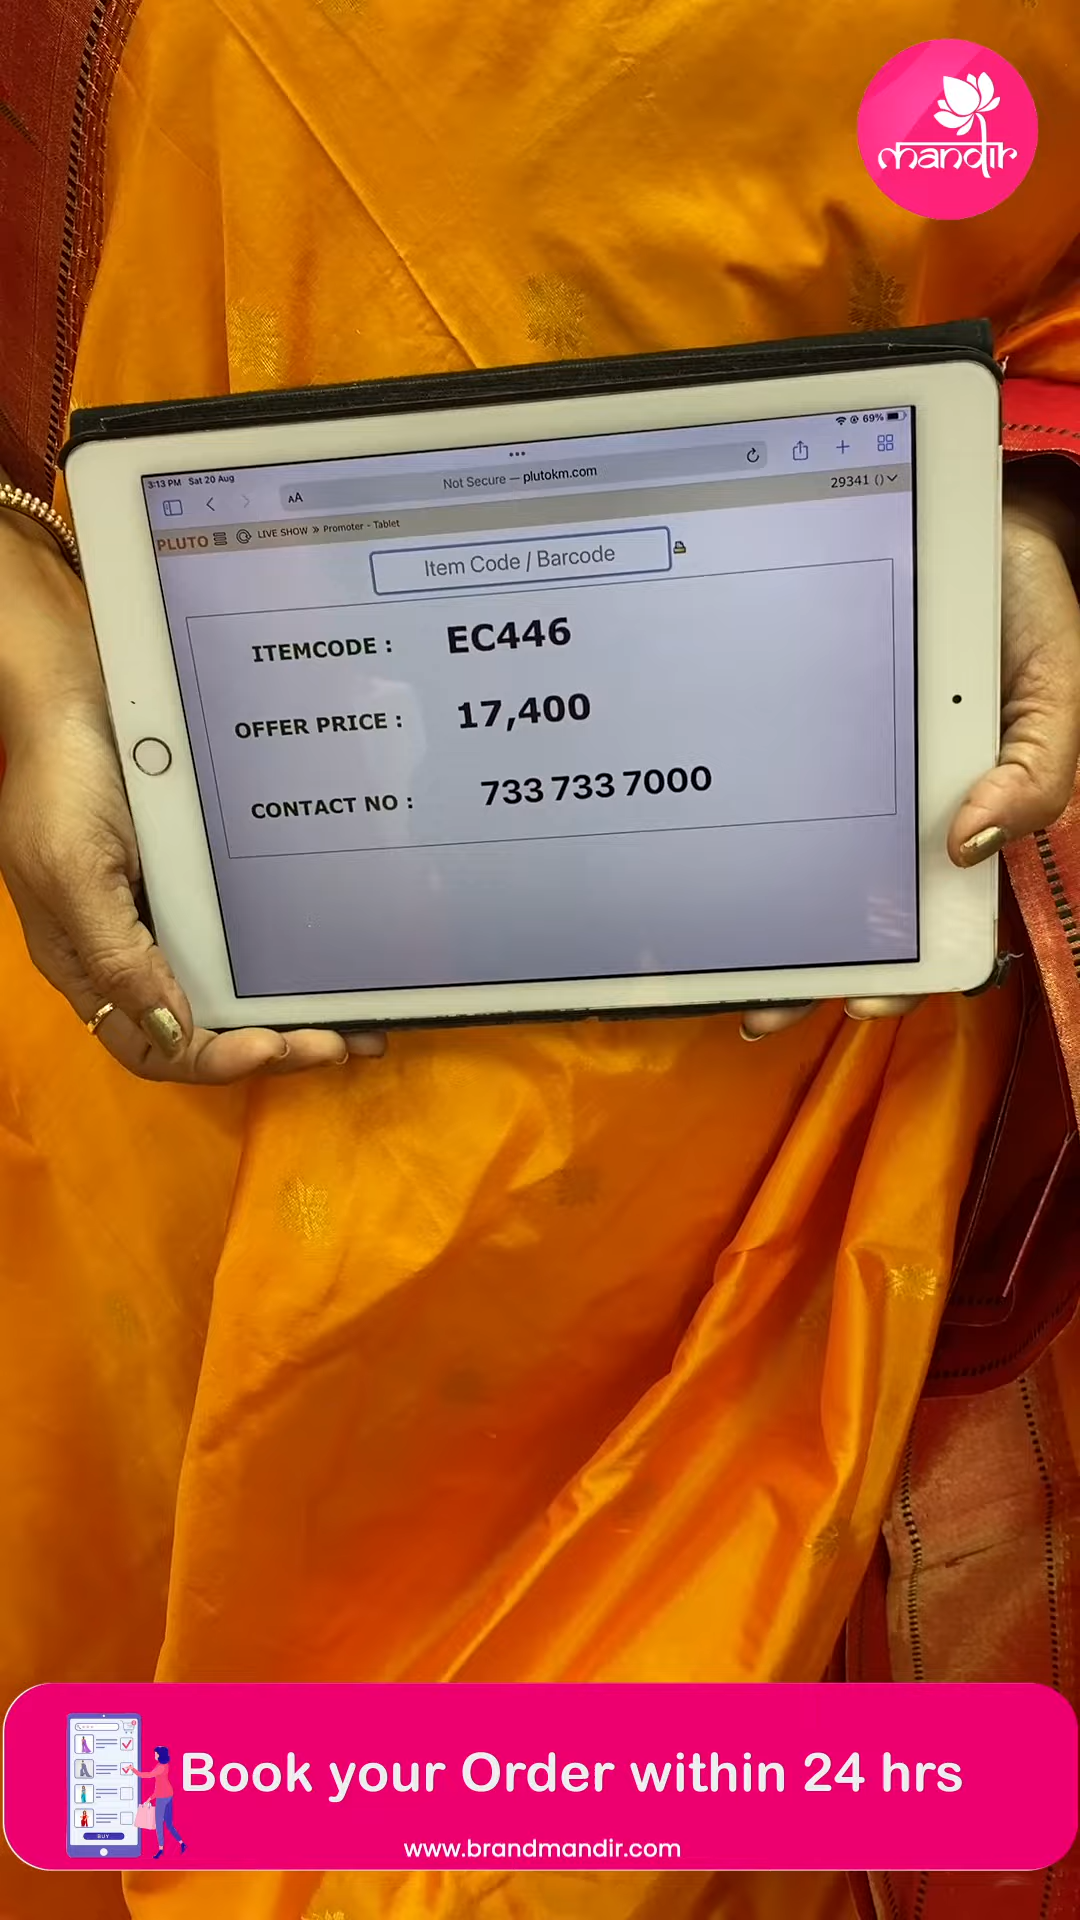 mandir
3:13 PM Sat 20 Aug
69%
AA
Not Secure — plutokm.com
PLUTO
LIVE SHOW » Promoter - Tablet
29341 ()
Item Code / Barcode
ITEMCODE : EC446
OFFER PRICE : 17,400
CONTACT NO : 733 733 7000
Book your Order within 24 hrs
BUY
www.brandmandir.com